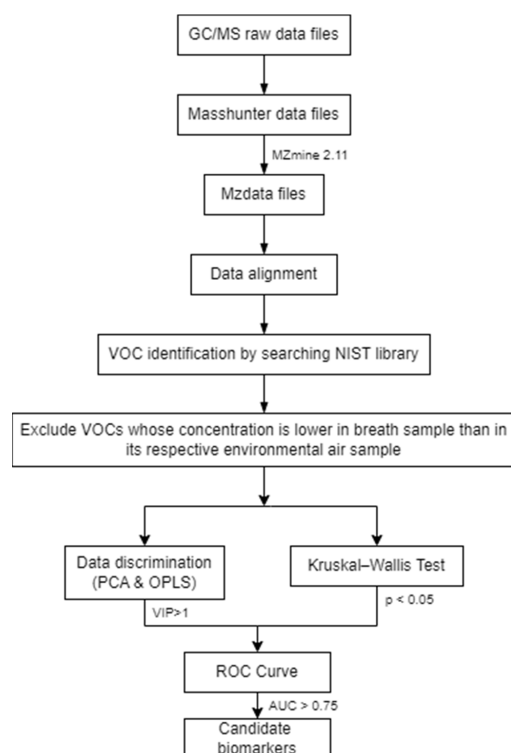 GC/MS raw data files
Masshunter data files
MZmine 2.11
Mzdata files
Data alignment
VOC identification by searching NIST library
Exclude VOCs whose concentration is lower in breath sample than in
its respective environmental air sample
Data discrimination
(PCA & OPLS)
Kruskal–Wallis Test
VIP>1
p < 0.05
ROC Curve
AUC > 0.75
Candidate
biomarkers